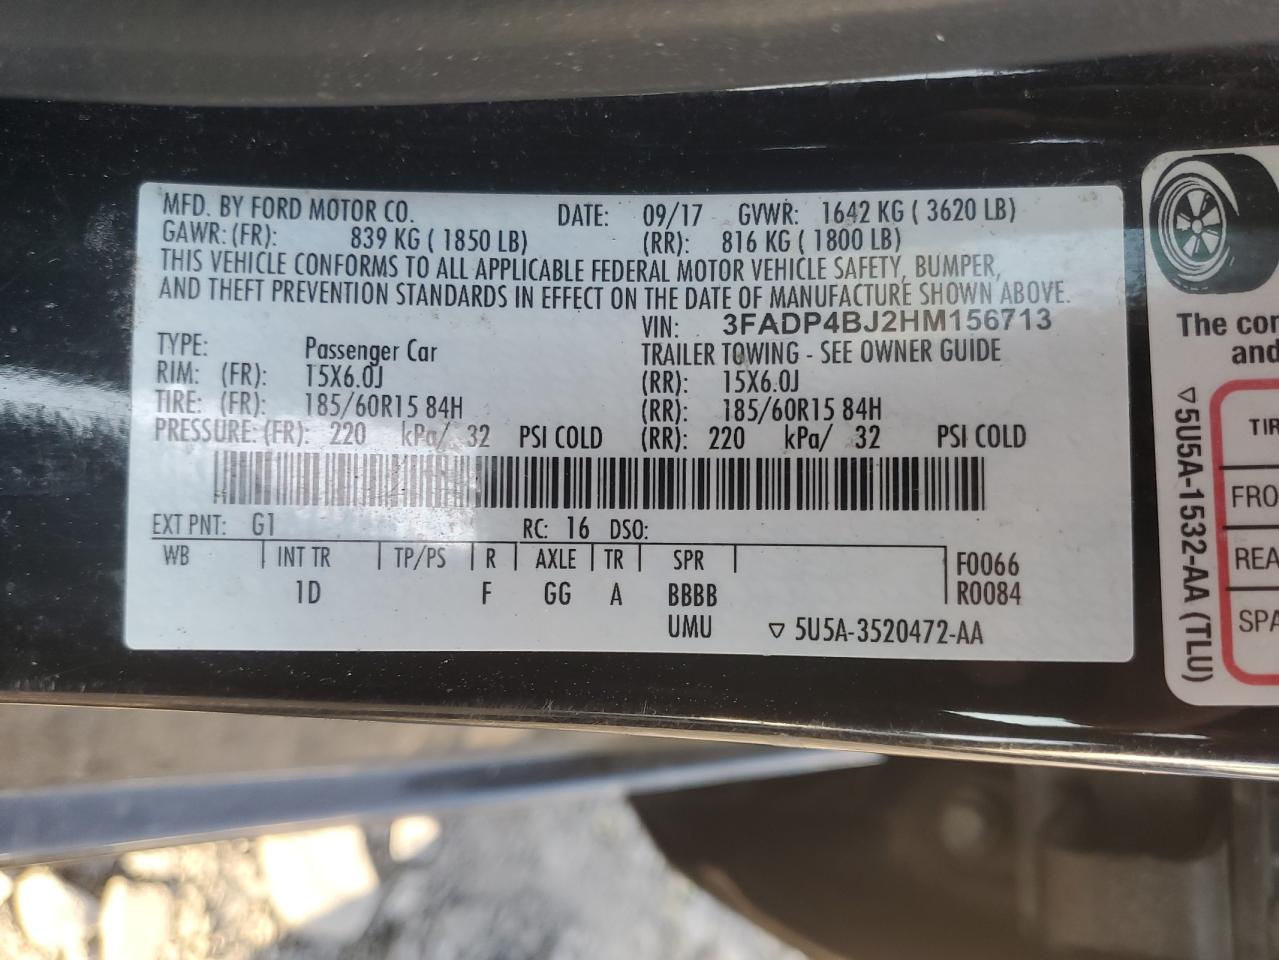 MFD. BY FORD MOTOR CO. DATE: 09/17 GVWR: 1642 KG ( 3620 LB)
GAWR: (FR): 839 KG ( 1850 LB) (RR): 816 KG ( 1800 LB)
THIS VEHICLE CONFORMS TO ALL APPLICABLE FEDERAL MOTOR VEHICLE SAFETY, BUMPER,
AND THEFT PREVENTION STANDARDS IN EFFECT ON THE DATE OF MANUFACTURE SHOWN ABOVE.
VIN: 3FADP4BJ2HM156713
TYPE: Passenger Car TRAILER TOWING - SEE OWNER GUIDE
RIM: (FR): 15X6.0J (RR): 15X6.0J
TIRE: (FR): 185/60R15 84H (RR): 185/60R15 84H
PRESSURE: (FR): 220 kPa/ 32 PSI COLD (RR): 220 kPa/ 32 PSI COLD
EXT PNT: G1 RC: 16 DSO:
WB INT TR TP/PS R AXLE TR SPR F0066
1D F GG A BBBB R0084
UMU ▽ 5U5A-3520472-AA
The con
and
▽5U5A-1532-AA (TLU)
TIR
FRO
REA
SPA